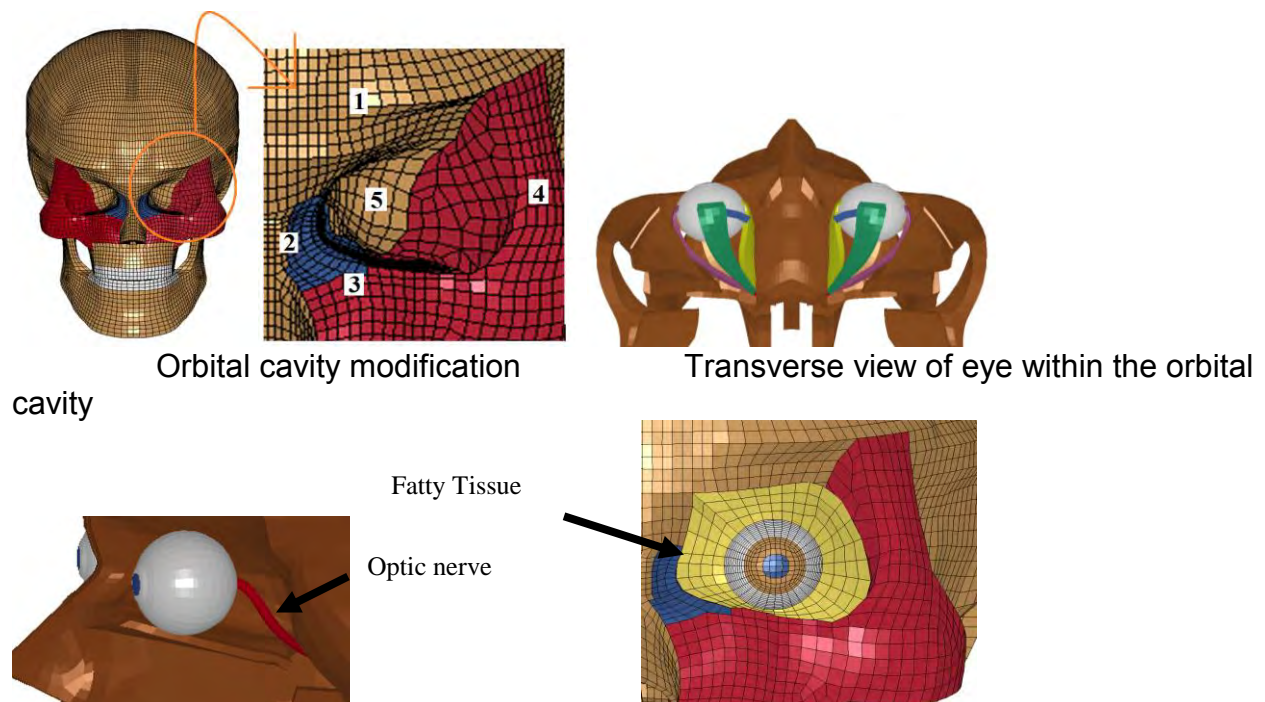 1
5
4
2
3
Orbital cavity modification Transverse view of eye within the orbital
cavity
Fatty Tissue
Optic nerve